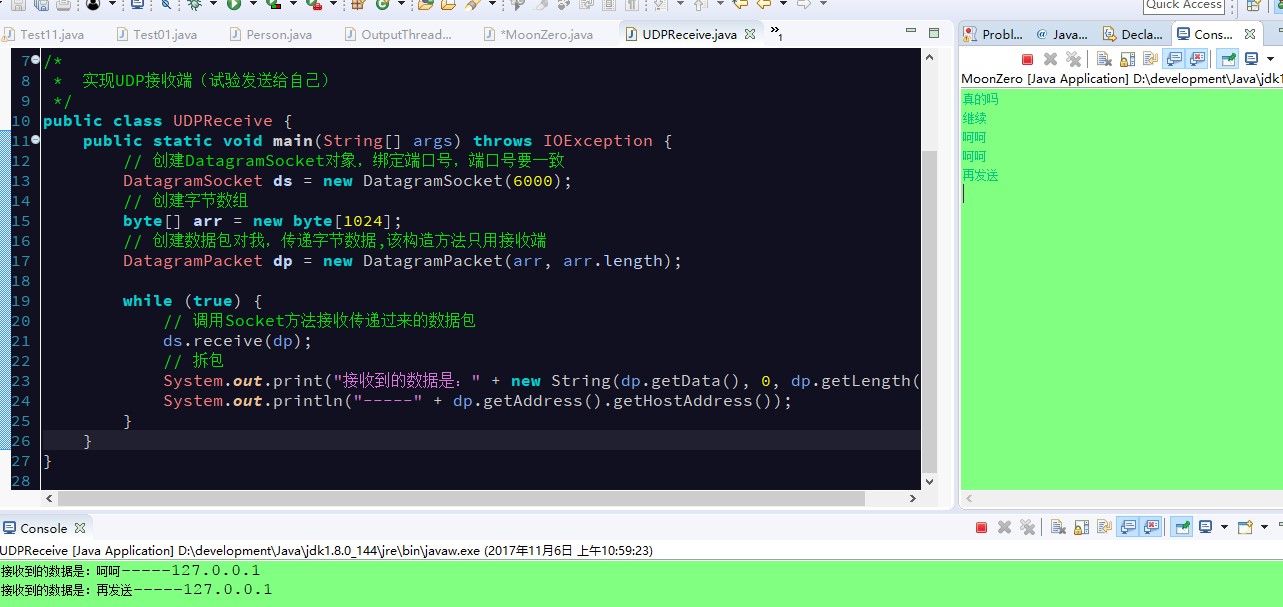 Quick Access
Test11.java
Test01.java
Person.java
OutputThread...
*MoonZero.java
UDPReceive.java
1
Probl...
Java...
Decla...
Cons...
7 /*
8 * 实现UDP接收端（试验发送给自己）
9 */
10 public class UDPReceive {
11 public static void main(String[] args) throws IOException {
12 // 创建DatagramSocket对象，绑定端口号，端口号要一致
13 DatagramSocket ds = new DatagramSocket(6000);
14 // 创建字节数组
15 byte[] arr = new byte[1024];
16 // 创建数据包对我，传递字节数据,该构造方法只用接收端
17 DatagramPacket dp = new DatagramPacket(arr, arr.length);
18
19 while (true) {
20 // 调用Socket方法接收传递过来的数据包
21 ds.receive(dp);
22 // 拆包
23 System.out.print("接收到的数据是：" + new String(dp.getData(), 0, dp.getLength(
24 System.out.println("-----" + dp.getAddress().getHostAddress());
25 }
26 }
27 }
28
MoonZero [Java Application] D:\development\Java\jdk1
真的吗
继续
呵呵
呵呵
再发送
Console
UDPReceive [Java Application] D:\development\Java\jdk1.8.0_144\jre\bin\javaw.exe (2017年11月6日 上午10:59:23)
接收到的数据是：呵呵-----127.0.0.1
接收到的数据是：再发送-----127.0.0.1